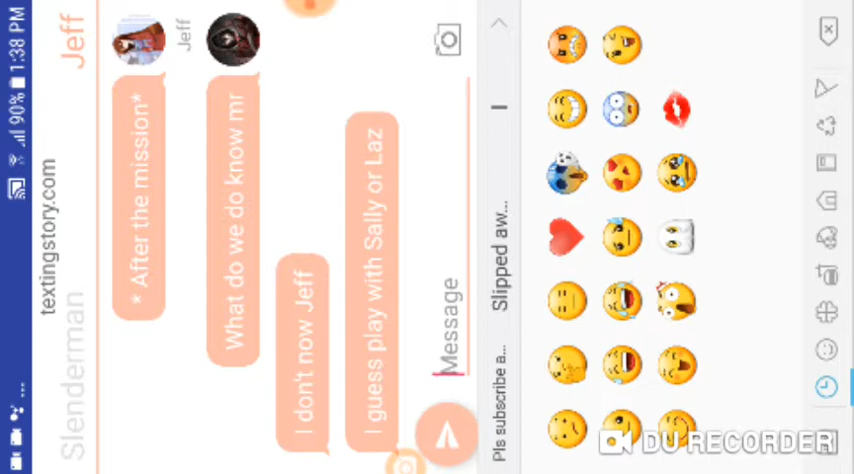 1:38 PM
90%
textingstory.com
Slenderman
Jeff
* After the mission*
Jeff
What do we do know mr
I don't now Jeff
I guess play with Sally or Laz
Message
Pls subscribe a...
Slipped aw...
I
DU RECORDER